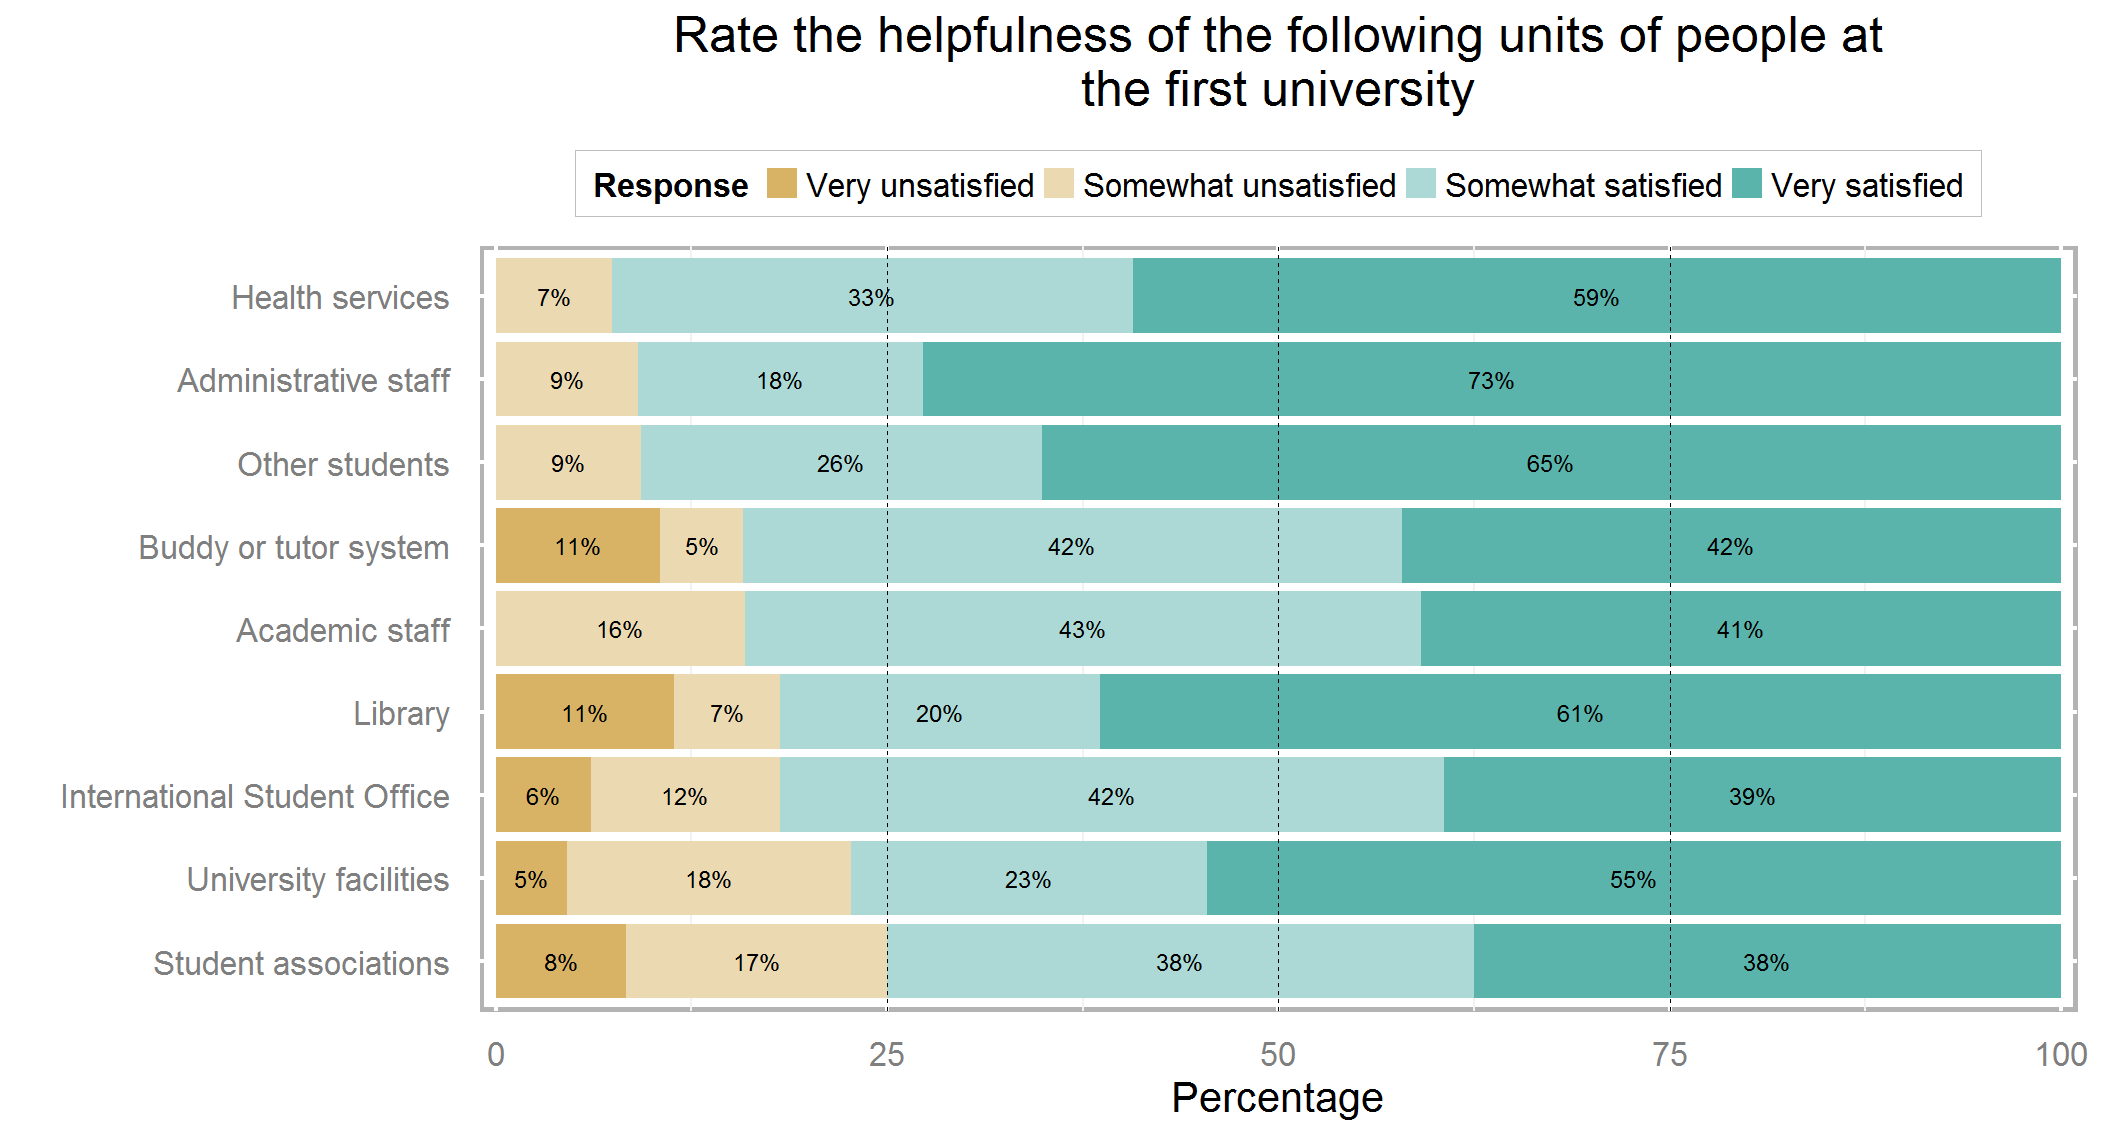 Rate the helpfulness of the following units of people at
the first university
Response Very unsatisfied Somewhat unsatisfied Somewhat satisfied Very satisfied
Health services 7% 33% 59%
Administrative staff 9% 18% 73%
Other students 9% 26% 65%
Buddy or tutor system 11% 5% 42% 42%
Academic staff 16% 43% 41%
Library 11% 7% 20% 61%
International Student Office 6% 12% 42% 39%
University facilities 5% 18% 23% 55%
Student associations 8% 17% 38% 38%
0 25 50 75 100
Percentage